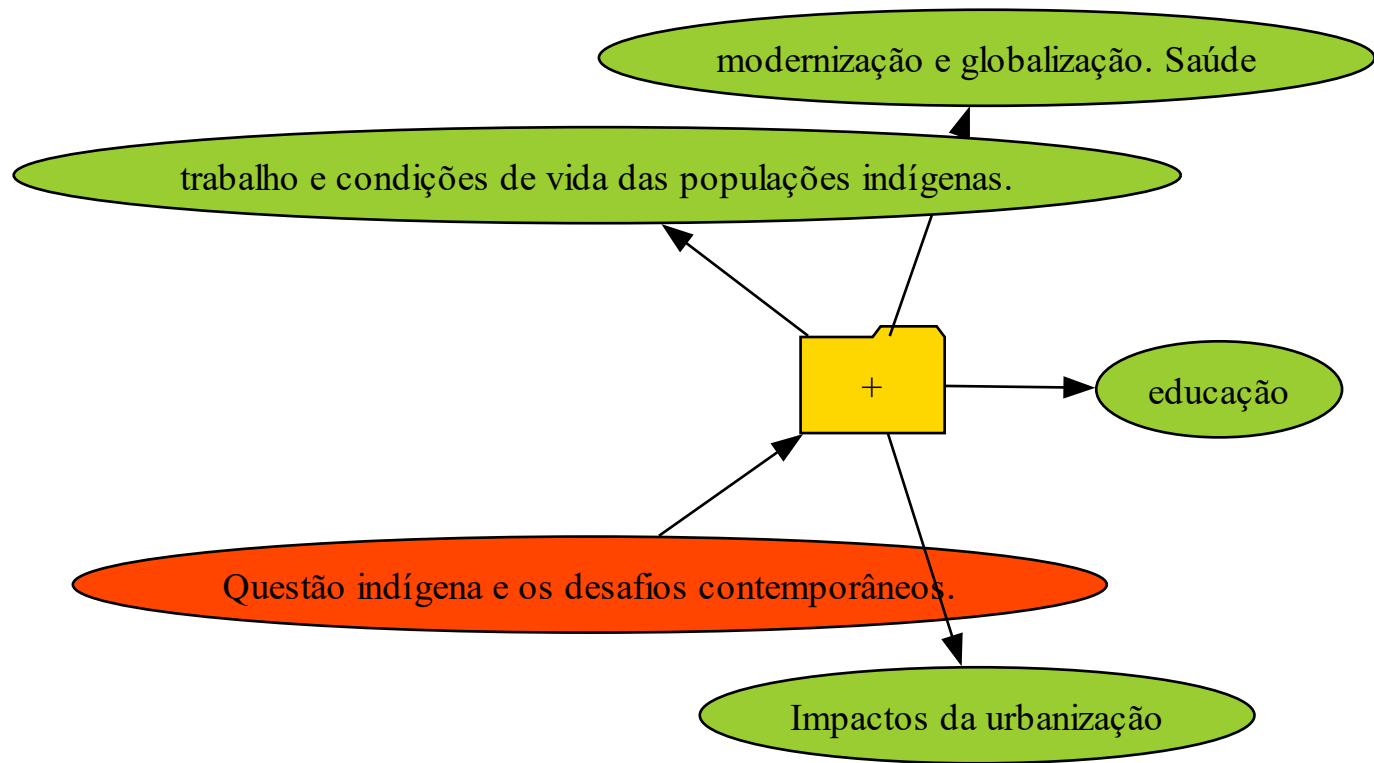 modernização e globalização. Saúde
trabalho e condições de vida das populações indígenas.
+
educação
Questão indígena e os desafios contemporâneos.
Impactos da urbanização